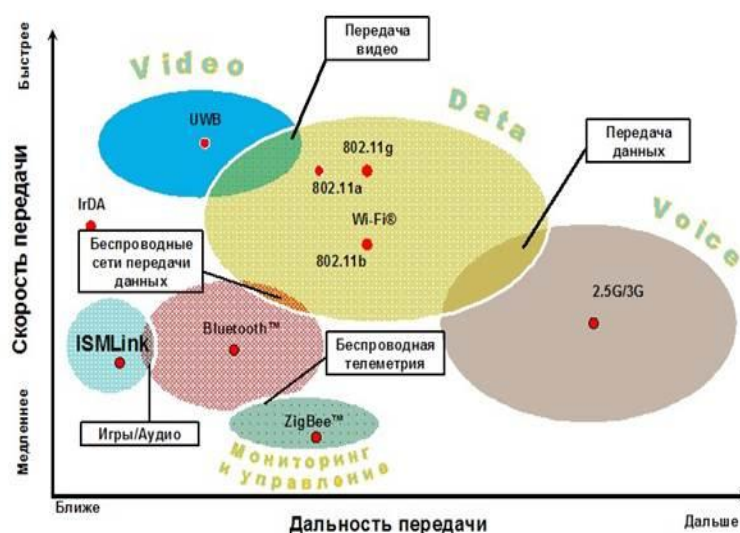 Быстрее
Скорость передачи
Медленнее
Video
Передача
видео
Data
Передача
данных
Voice
UWB
802.11g
802.11a
IrDA
Wi-Fi®
802.11b
Беспроводные
сети передачи
данных
2.5G/3G
ISMLink
Bluetooth™
Беспроводная
телеметрия
Игры/Аудио
ZigBee™
Мониторинг
и управление
Ближе
Дальность передачи
Дальше